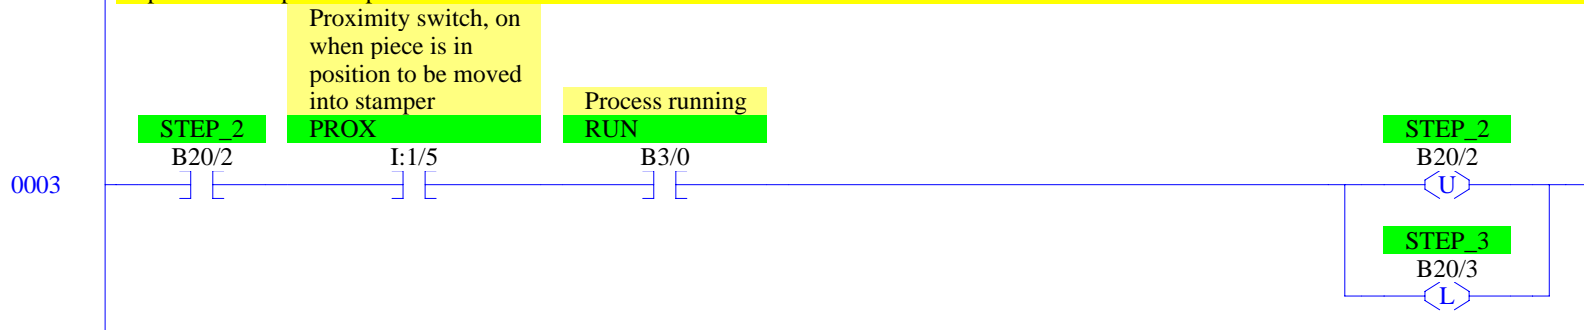 Proximity switch, on
when piece is in
position to be moved
into stamper
Process running
STEP_2
PROX
RUN
STEP_2
B20/2
I:1/5
B3/0
B20/2
0003
U
STEP_3
B20/3
L